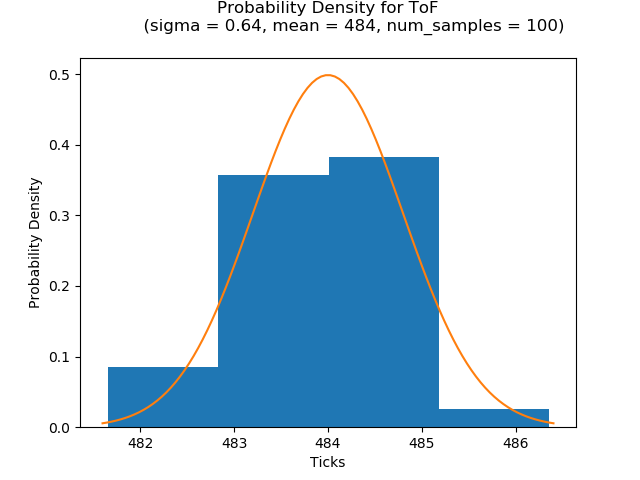 Probability Density for ToF
(sigma = 0.64, mean = 484, num_samples = 100)
0.5
0.4
0.3
0.2
0.1
0.0
Probability Density
482 483 484 485 486
Ticks